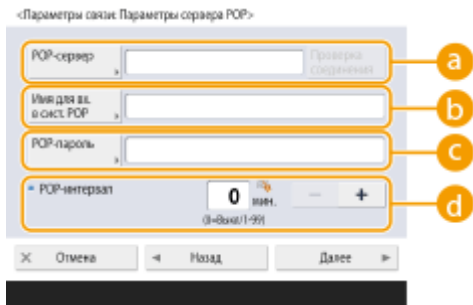 <Параметры связи: Параметры сервера POP>
POP-сервер
Проверка
соединения
a
Имя для вх.
в сист. POP
b
POP-пароль
c
POP-интервал
0 мин.
− +
(0=Выкл/1-99)
d
× Отмена ◄ Назад Далее ►